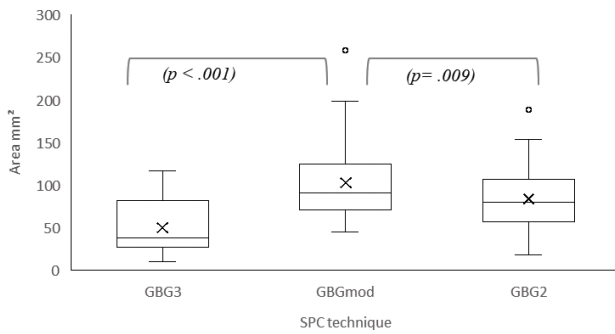 300
250
200
150
100
50
0
Area mm²
(p < .001)
(p= .009)
GBG3 GBGmod GBG2
SPC technique